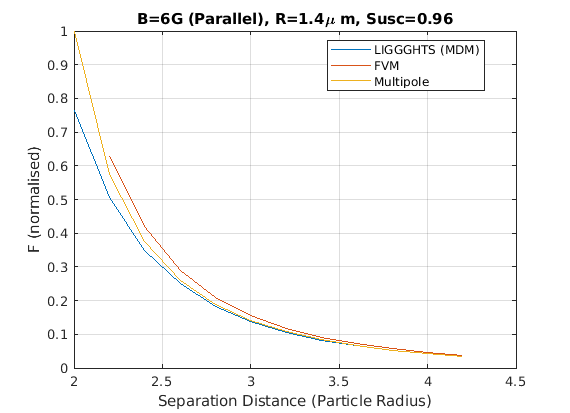 B=6G (Parallel), R=1.4μ m, Susc=0.96
LIGGGHTS (MDM)
FVM
Multipole
1
0.9
0.8
0.7
0.6
0.5
0.4
0.3
0.2
0.1
0
F (normalised)
2
2.5
3
3.5
4
4.5
Separation Distance (Particle Radius)